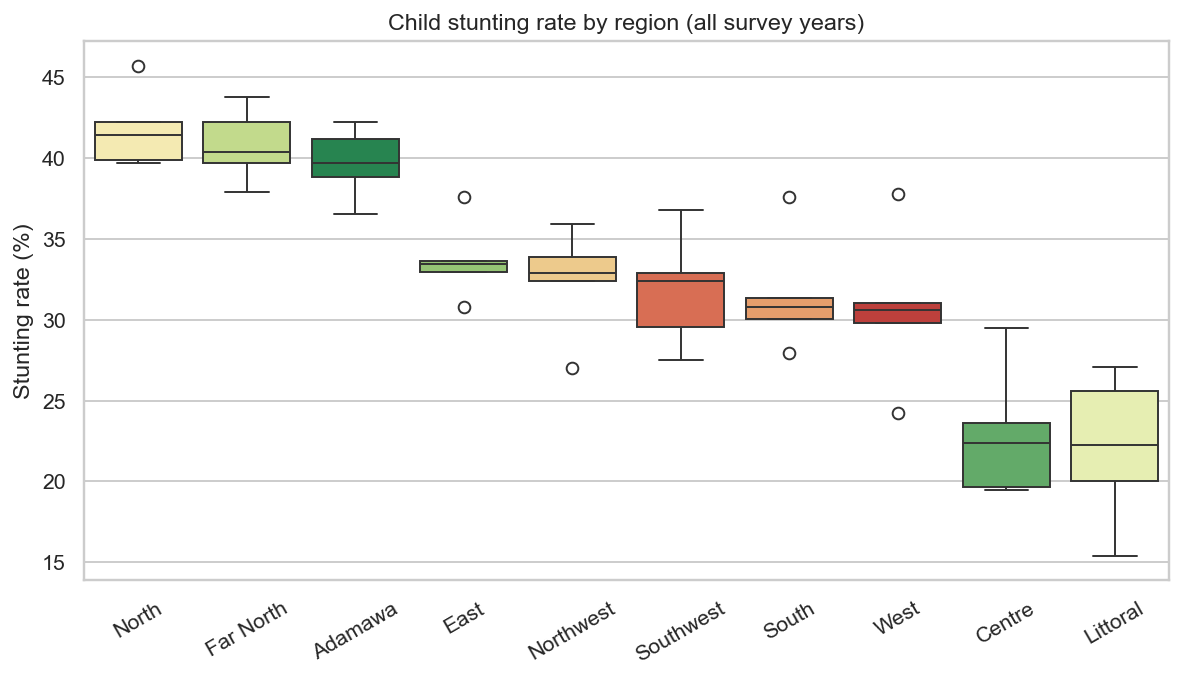 Child stunting rate by region (all survey years)
Stunting rate (%)
45
40
35
30
25
20
15
North
Far North
Adamawa
East
Northwest
Southwest
South
West
Centre
Littoral